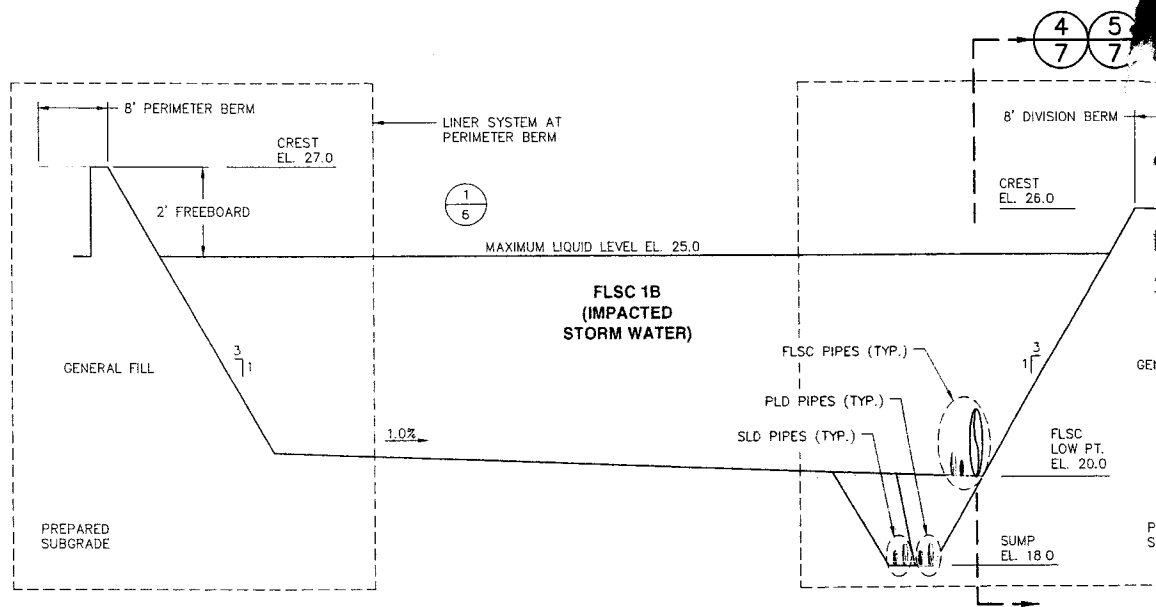 4 5
7 7
8' PERIMETER BERM
LINER SYSTEM AT
PERIMETER BERM
8' DIVISION BERM
CREST
EL. 27.0
CREST
EL. 26.0
2' FREEBOARD
1
6
MAXIMUM LIQUID LEVEL EL. 25.0
FLSC 1B
(IMPACTED
STORM WATER)
GENERAL FILL
3
1
FLSC PIPES (TYP.)
3
1
PLD PIPES (TYP.)
SLD PIPES (TYP.)
1.0%
FLSC
LOW PT.
EL. 20.0
PREPARED
SUBGRADE
SUMP
EL. 18.0